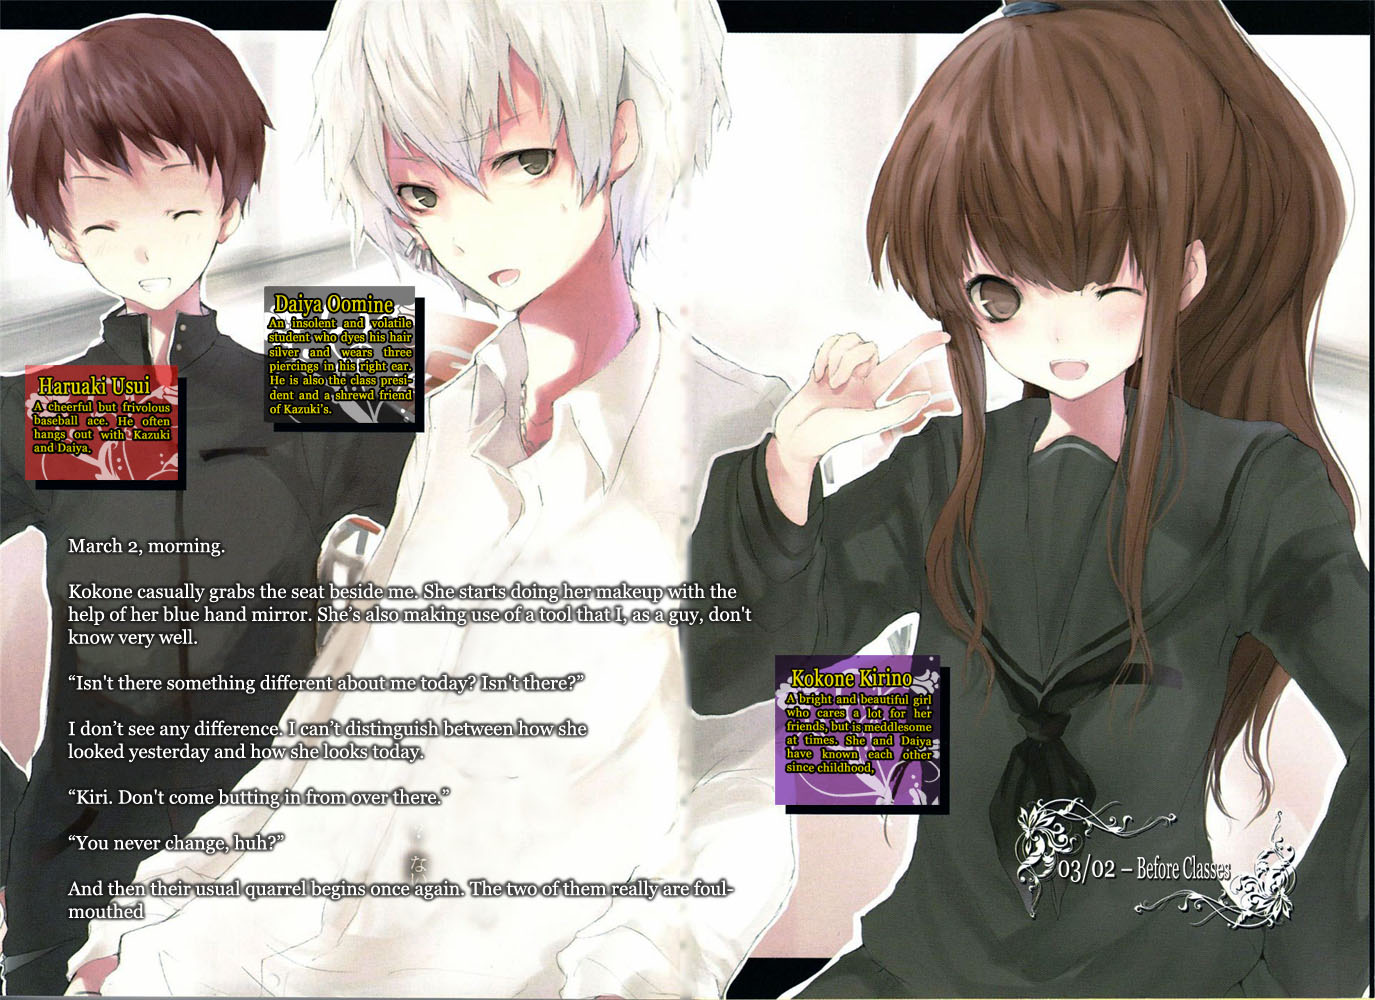 Haruaki Usui
A cheerful but frivolous
baseball ace. He often
hangs out with Kazuki
and Daiya.
Daiya Oomine
An insolent and volatile
student who dyes his hair
silver and wears three
piercings in his right ear.
He is also the class presi-
dent and a shrewd friend
of Kazuki's.
March 2, morning.
Kokone casually grabs the seat beside me. She starts doing her makeup with the
help of her blue hand mirror. She’s also making use of a tool that I, as a guy, don't
know very well.
“Isn't there something different about me today? Isn't there?”
I don’t see any difference. I can’t distinguish between how she
looked yesterday and how she looks today.
“Kiri. Don't come butting in from over there.”
“You never change, huh?”
And then their usual quarrel begins once again. The two of them really are foul-
mouthed
Kokone Kirino
A bright and beautiful girl
who cares a lot for her
friends, but is meddlesome
at times. She and Daiya
have known each other
since childhood,
03/02 – Before Classes